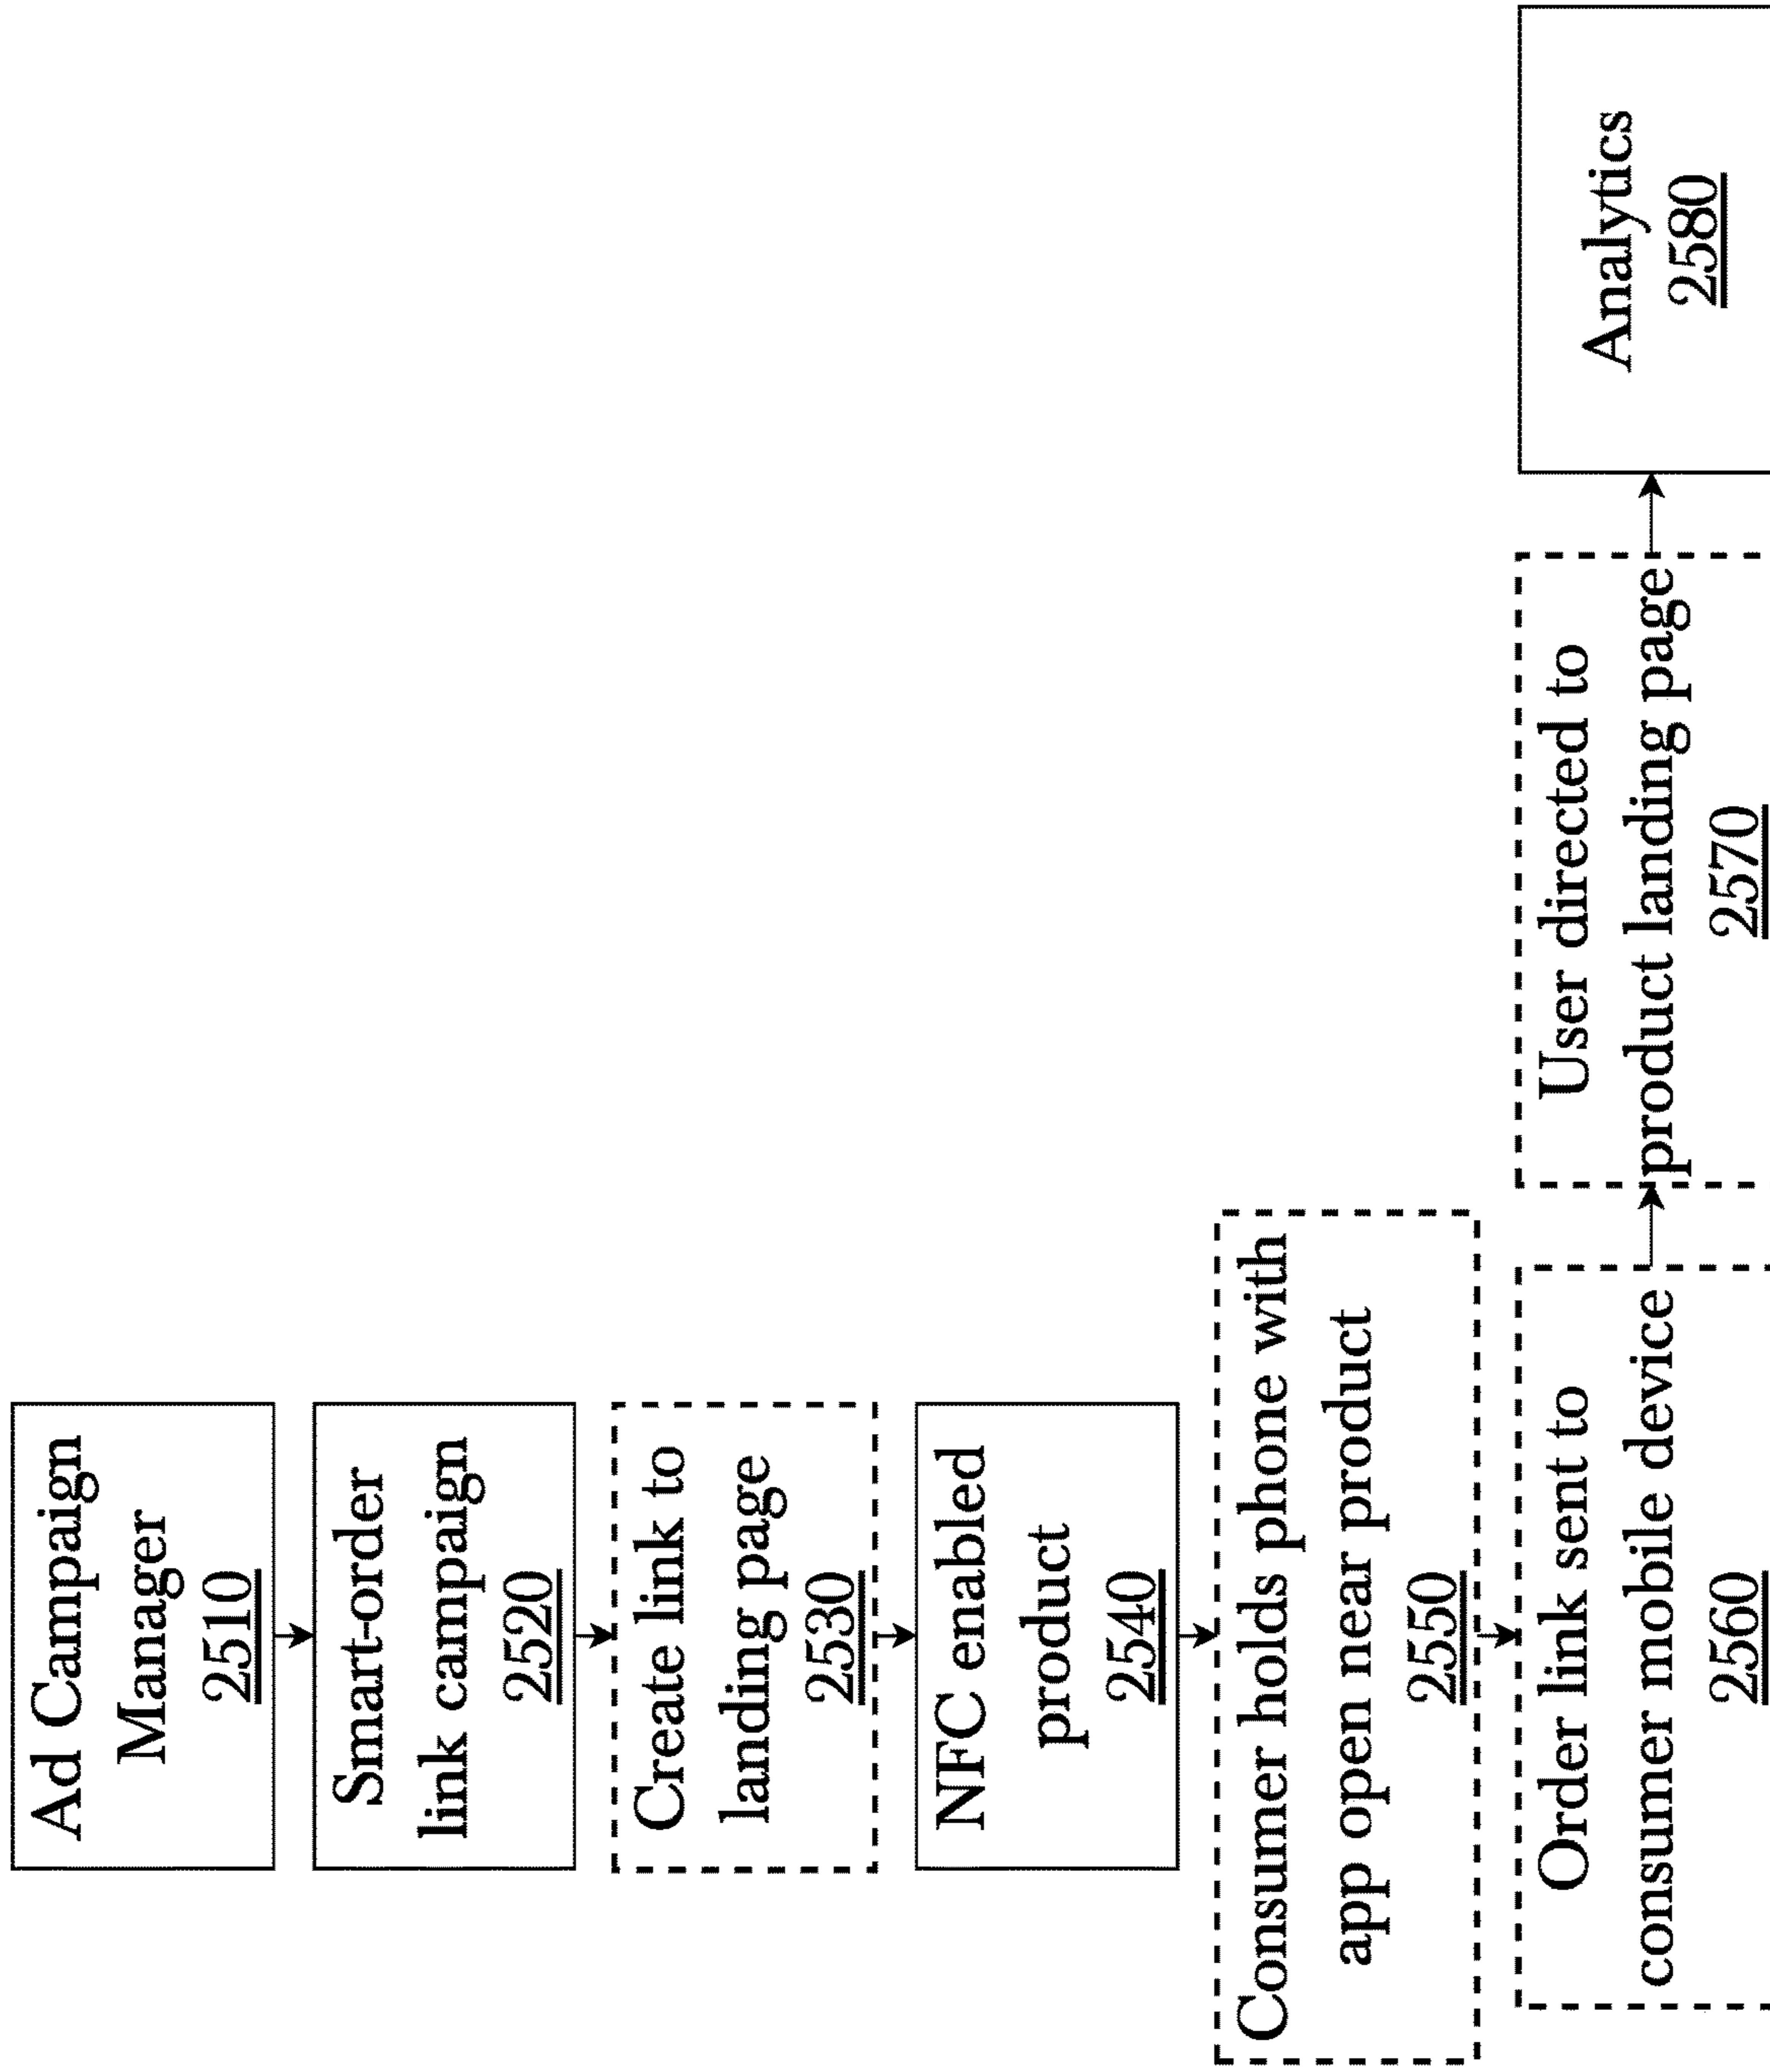 Ad Campaign
Manager
2510
Smart-order
link campaign
2520
Create link to
landing page
2530
NFC enabled
product
2540
Consumer holds phone with
app open near product
2550
Order link sent to
consumer mobile device
2560
User directed to
product landing page
2570
Analytics
2580